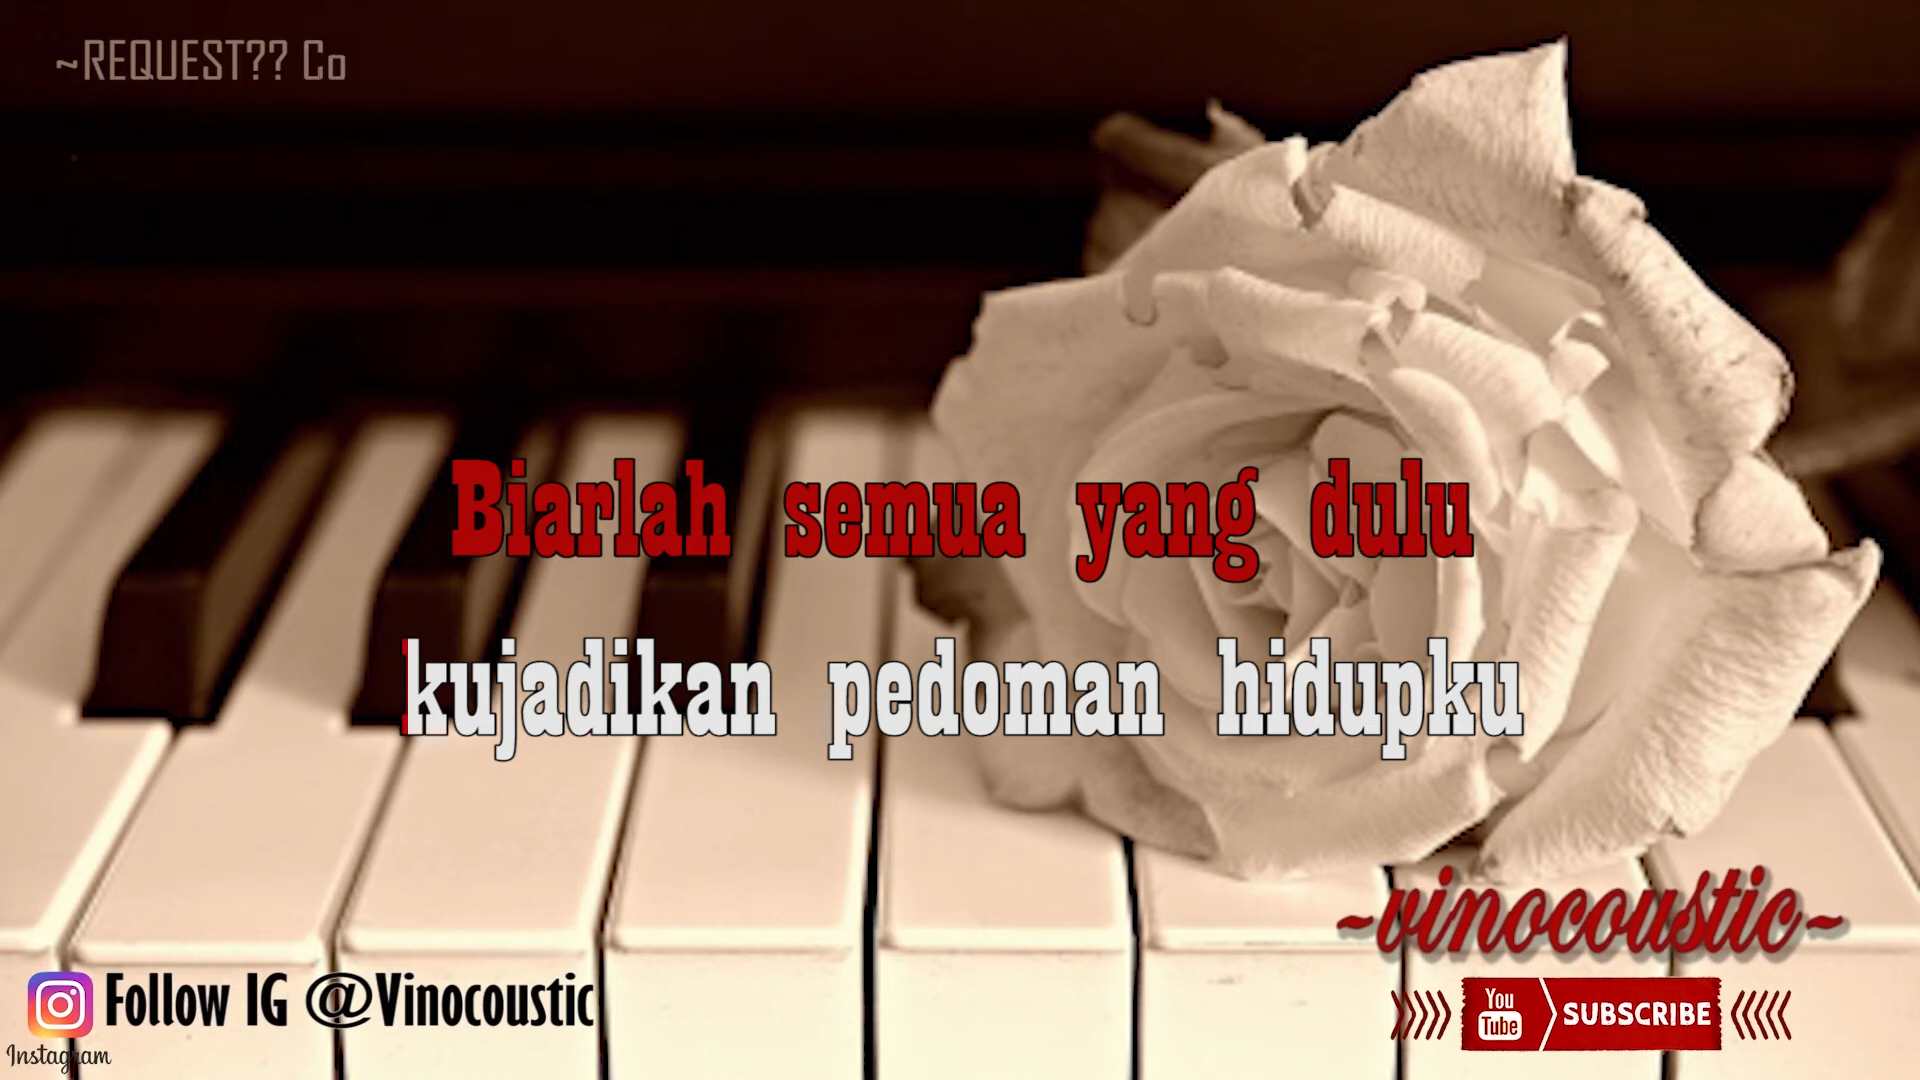 ~REQUEST?? Co
Biarlah semua yang dulu
kujadikan pedoman hidupku
~vinocoustic~
Follow IG @Vinocoustic
Instagram
You Tube SUBSCRIBE